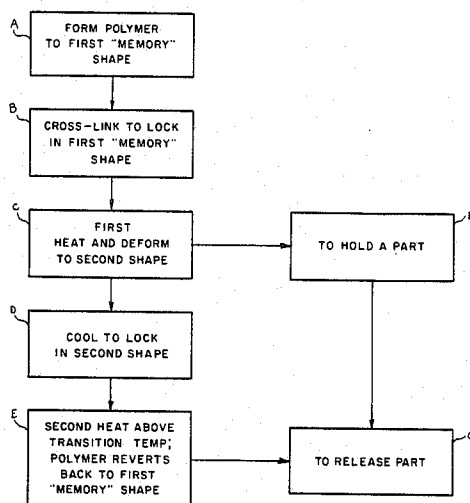 A
FORM POLYMER
TO FIRST "MEMORY"
SHAPE
B
CROSS-LINK TO LOCK
IN FIRST "MEMORY"
SHAPE
C
FIRST
HEAT AND DEFORM
TO SECOND SHAPE
TO HOLD A PART
D
COOL TO LOCK
IN SECOND SHAPE
E
SECOND HEAT ABOVE
TRANSITION TEMP;
POLYMER REVERTS
BACK TO FIRST
"MEMORY" SHAPE
TO RELEASE PART